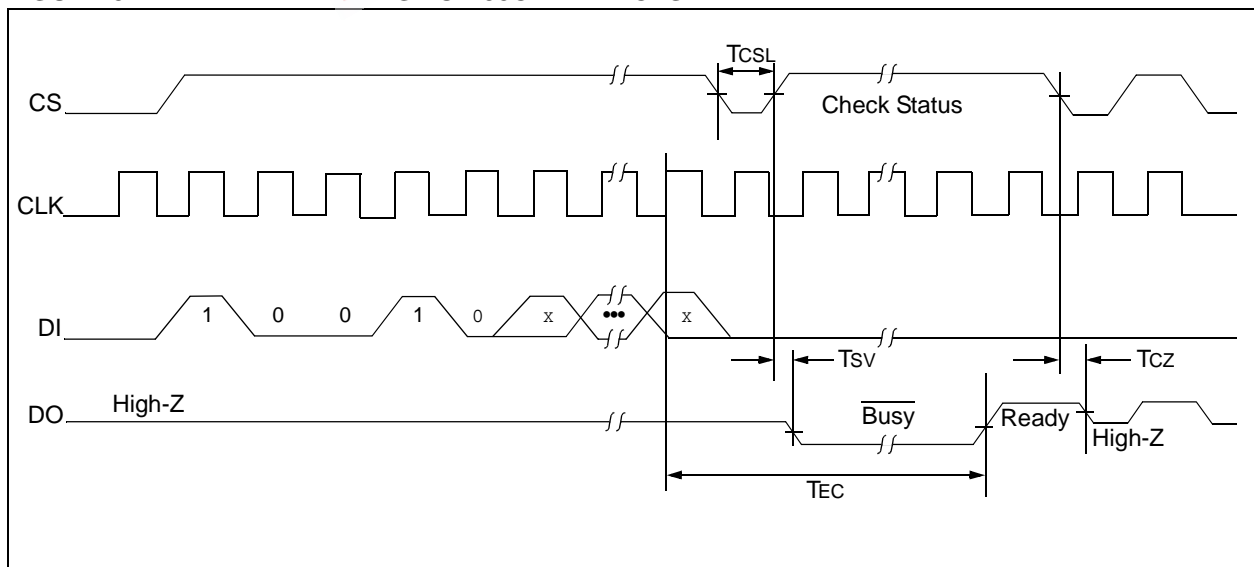 TCSL
CS
Check Status
CLK
DI
1 0 0 1 0 x ••• x
TSV
TCZ
DO
High-Z
Busy
Ready
High-Z
TEC